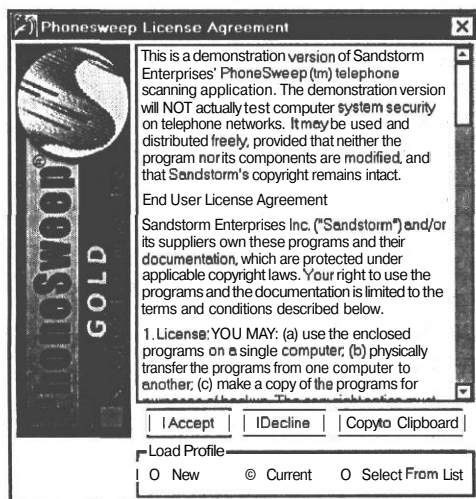 Phonesweep License Agreement
PhoneSweep®
GOLD
This is a demonstration version of Sandstorm
Enterprises' PhoneSweep (tm) telephone
scanning application. The demonstration version
will NOT actually test computer system security
on telephone networks. It may be used and
distributed freely, provided that neither the
program nor its components are modified, and
that Sandstorm's copyright remains intact.
End User License Agreement
Sandstorm Enterprises Inc. ("Sandstorm") and/or
its suppliers own these programs and their
documentation, which are protected under
applicable copyright laws. Your right to use the
programs and the documentation is limited to the
terms and conditions described below.
1. License: YOU MAY: (a) use the enclosed
programs on a single computer; (b) physically
transfer the programs from one computer to
another; (c) make a copy of the programs for
I Accept
I Decline
Copy to Clipboard
Load Profile
O New © Current O Select From List